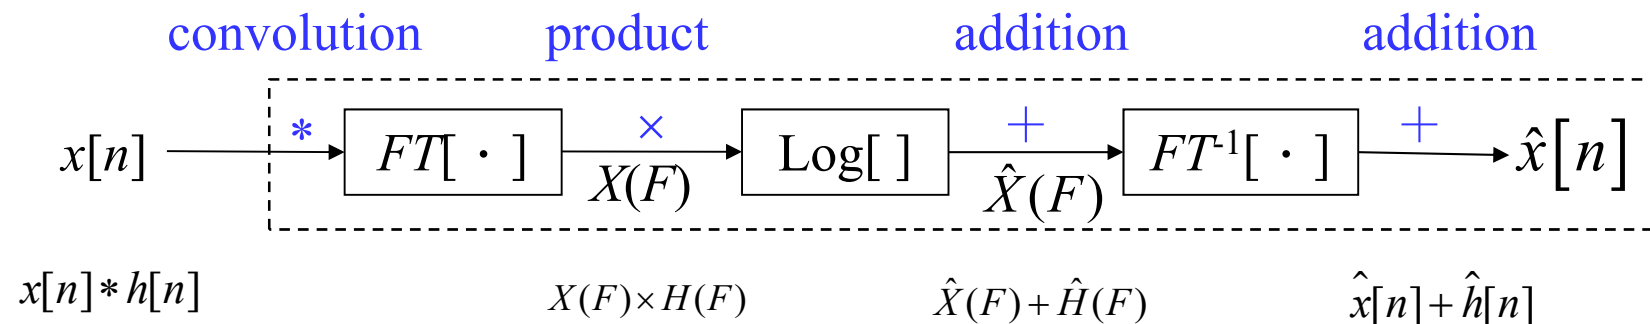 convolution product addition addition
* × + +
x[n] FT[ · ] X(F) Log[ ] X̂(F) FT⁻¹[ · ] x̂[n]
x[n]∗h[n] X(F)×H(F) X̂(F)+Ĥ(F) x̂[n]+ĥ[n]